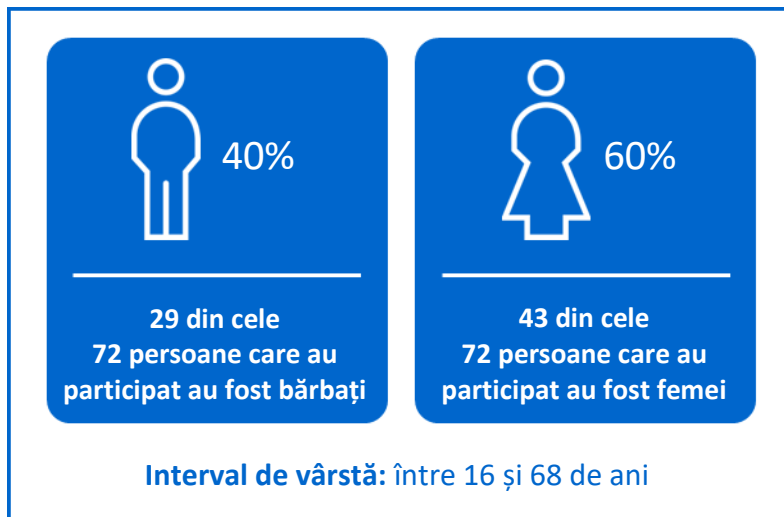 40%
29 din cele
72 persoane care au
participat au fost bărbați
60%
43 din cele
72 persoane care au
participat au fost femei
Interval de vârstă: între 16 și 68 de ani